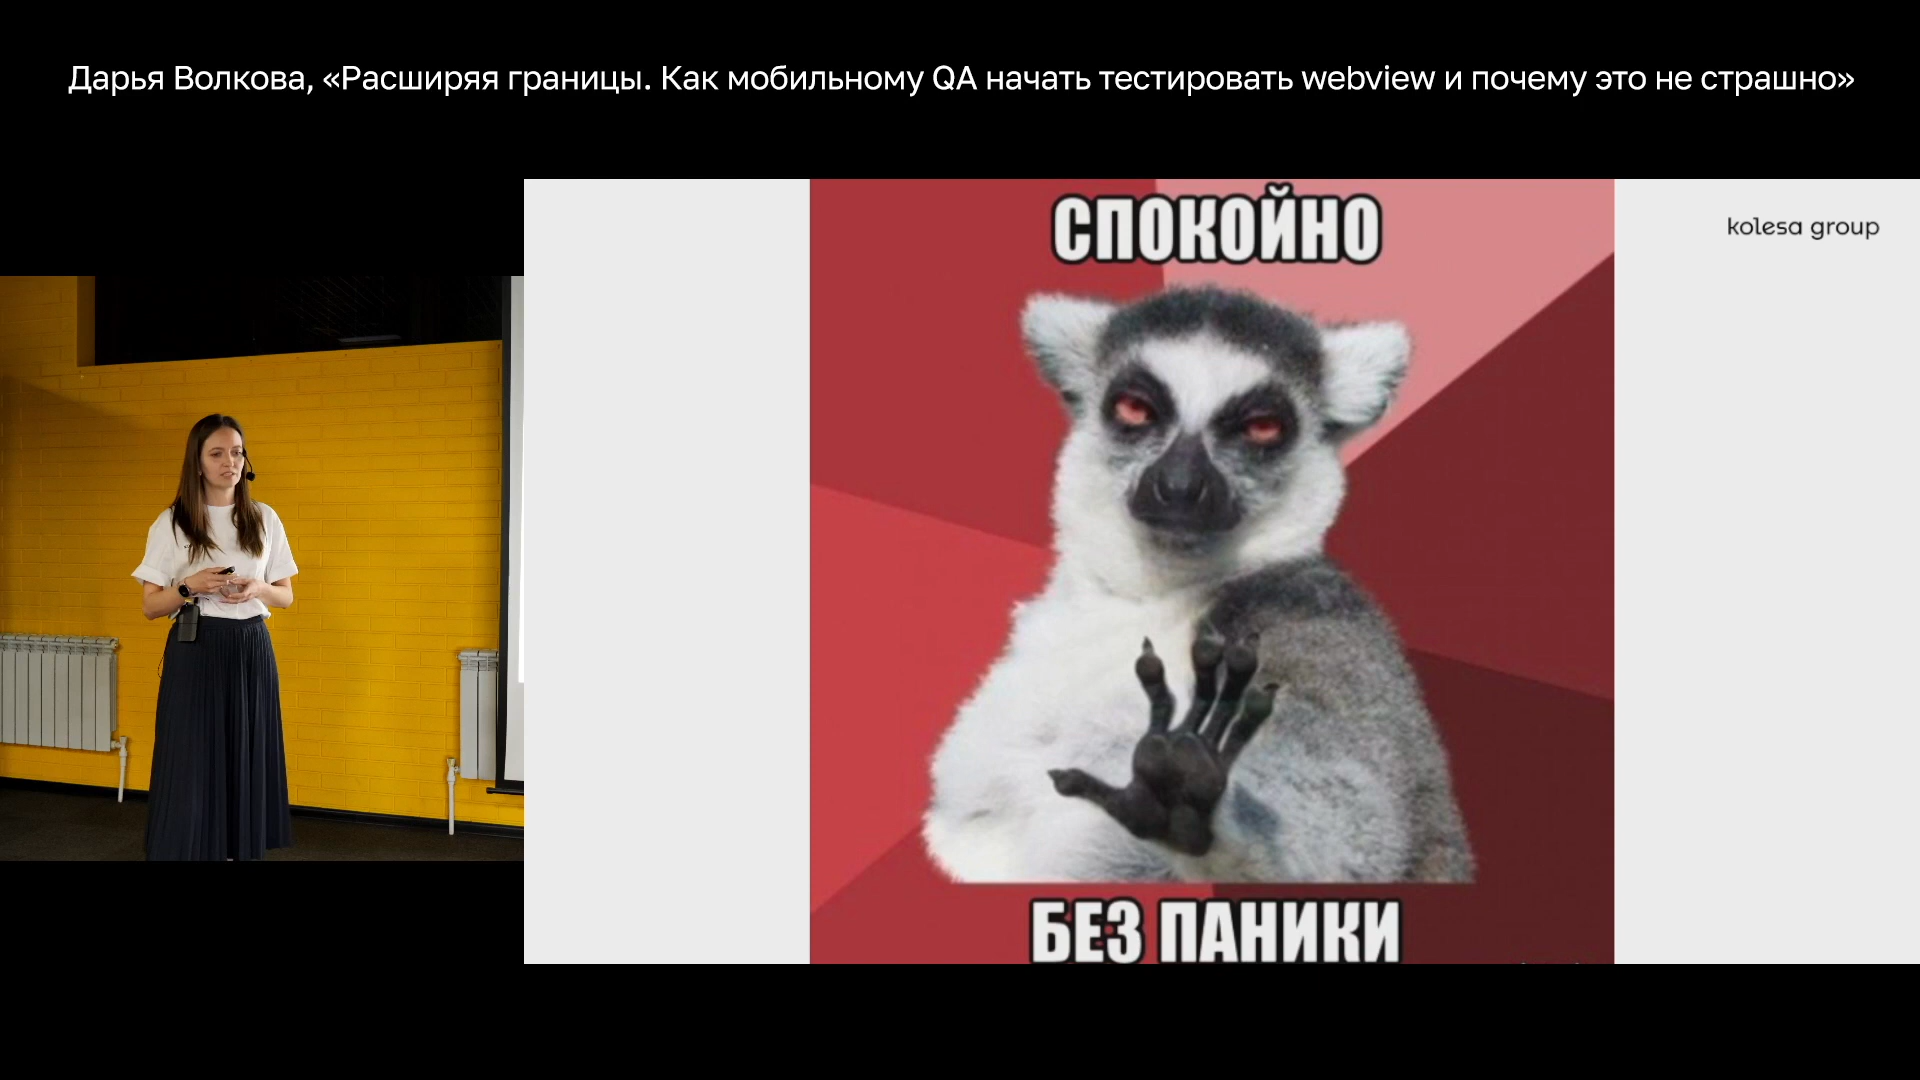 Дарья Волкова, «Расширяя границы. Как мобильному QA начать тестировать webview и почему это не страшно»
СПОКОЙНО
kolesa group
БЕЗ ПАНИКИ